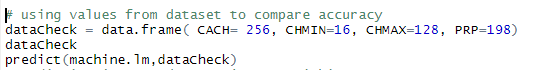 # using values from dataset to compare accuracy
dataCheck = data.frame( CACH= 256, CHMIN=16, CHMAX=128, PRP=198)
dataCheck
predict(machine.lm,dataCheck)